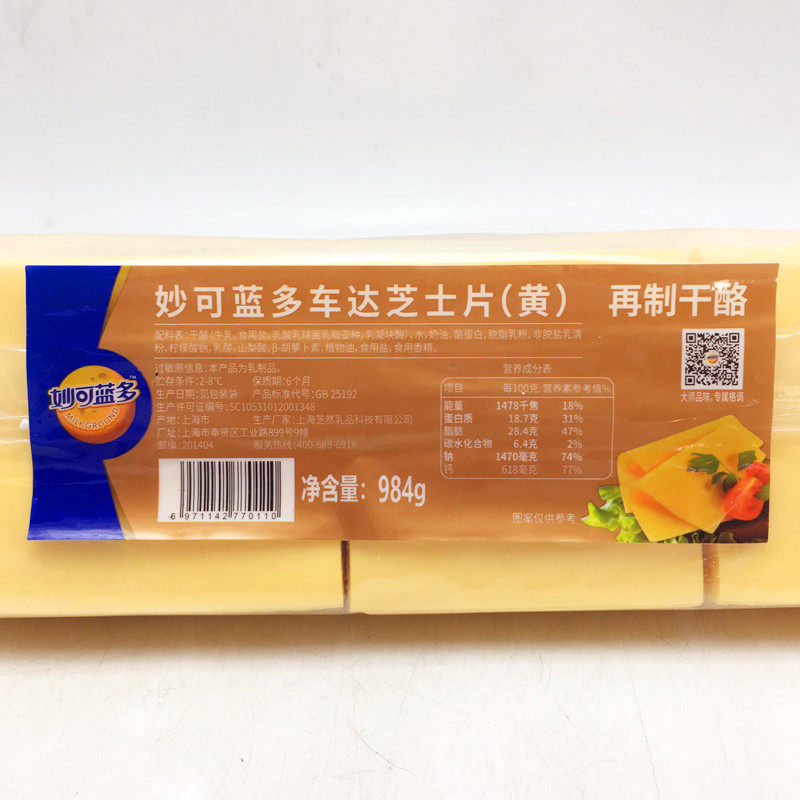 妙可蓝多车达芝士片(黄) 再制干酪
配料表:干酪(牛乳,食用盐,乳酸乳球菌乳脂亚种,乳凝块酶),水,奶油,酪蛋白,脱脂乳粉,非脱盐乳清
粉,柠檬酸钠,乳酸,山梨酸,β-胡萝卜素,植物油,食用盐,食用香精。
过敏原信息:本产品为乳制品。
贮存条件:2-8℃ 保质期:6个月
生产日期:见包装袋 产品标准代号:GB 25192
生产许可证编号:SC10531012001348
产地:上海市 生产厂家:上海芝然乳品科技有限公司
厂址:上海市奉贤区工业路899号9幢
邮编:201404 服务热线:400-688-6918
妙可蓝多
MILKGROUND
营养成分表
项目 每100克 营养素参考值%
能量 1478千焦 18%
蛋白质 18.7克 31%
脂肪 28.4克 47%
碳水化合物 6.4克 2%
钠 1470毫克 74%
钙 618毫克 77%
大师品味,专属格调
6 971142 770110
净含量:984g
图案仅供参考